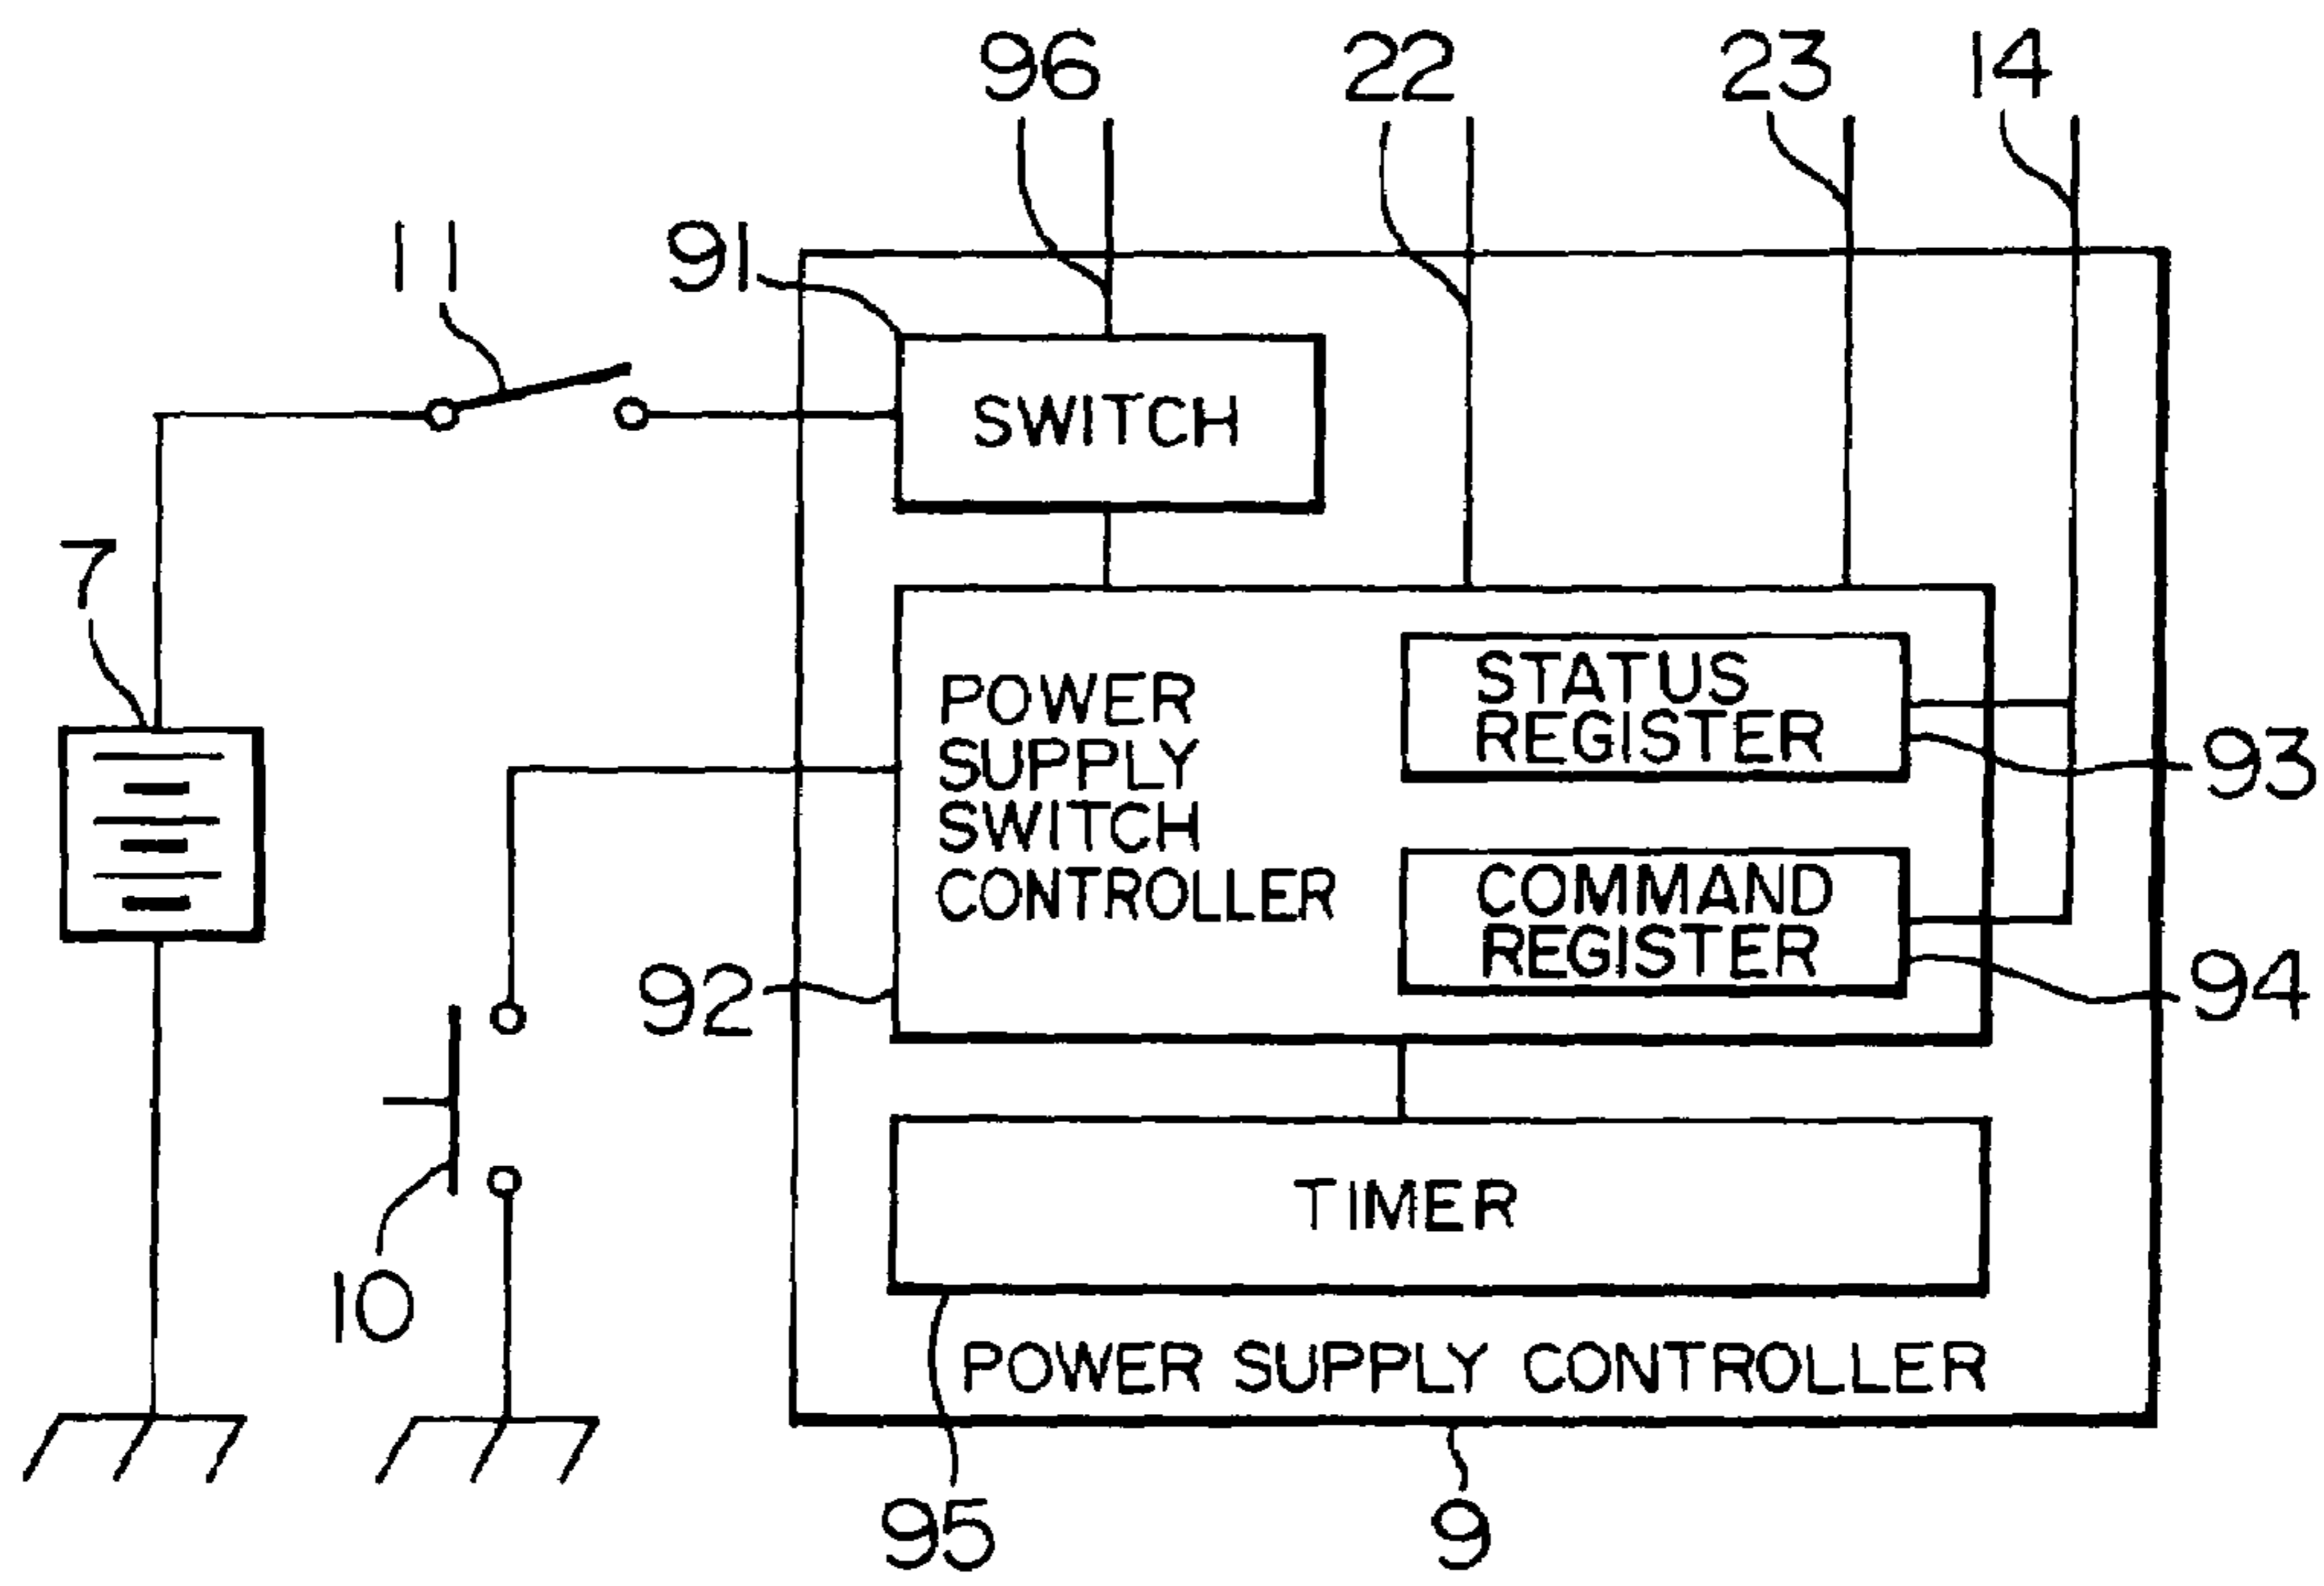 96
22
23
14
11
91
SWITCH
7
POWER
SUPPLY
SWITCH
CONTROLLER
STATUS
REGISTER
93
COMMAND
REGISTER
94
92
TIMER
10
POWER SUPPLY CONTROLLER
95
9